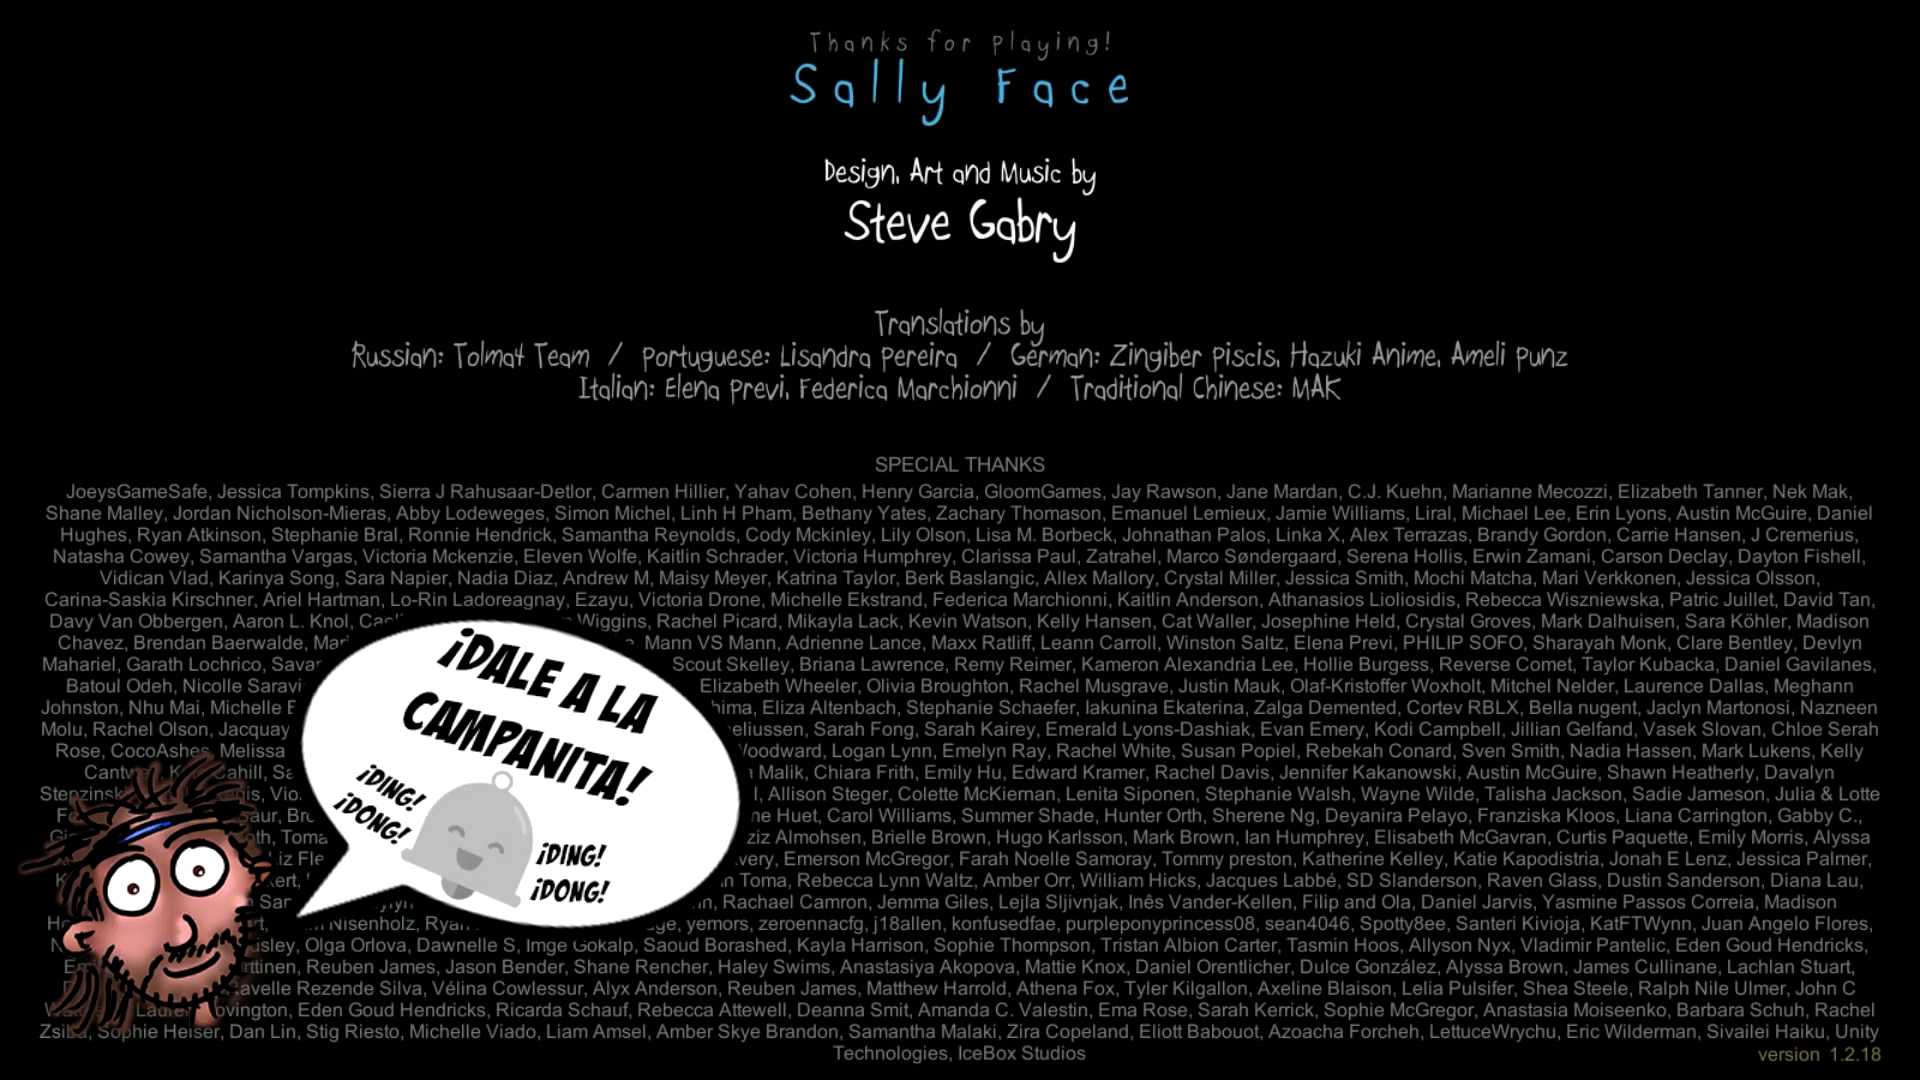 Thanks for playing!
Sally Face
Design, Art and Music by
Steve Gabry
Translations by
Russian: Tolma4 Team / Portuguese: Lisandra Pereira / German: Zingiber Piscis, Hazuki Anime, Ameli Punz
Italian: Elena Previ, Federica Marchionni / Traditional Chinese: MAK
SPECIAL THANKS
JoeysGameSafe, Jessica Tompkins, Sierra J Rahusaar-Detlor, Carmen Hillier, Yahav Cohen, Henry Garcia, GloomGames, Jay Rawson, Jane Mardan, C.J. Kuehn, Marianne Mecozzi, Elizabeth Tanner, Nek Mak,
Shane Malley, Jordan Nicholson-Mieras, Abby Lodeweges, Simon Michel, Linh H Pham, Bethany Yates, Zachary Thomason, Emanuel Lemieux, Jamie Williams, Liral, Michael Lee, Erin Lyons, Austin McGuire, Daniel
Hughes, Ryan Atkinson, Stephanie Bral, Ronnie Hendrick, Samantha Reynolds, Cody Mckinley, Lily Olson, Lisa M. Borbeck, Johnathan Palos, Linka X, Alex Terrazas, Brandy Gordon, Carrie Hansen, J Cremerius,
Natasha Cowey, Samantha Vargas, Victoria Mckenzie, Eleven Wolfe, Kaitlin Schrader, Victoria Humphrey, Clarissa Paul, Zatrahel, Marco Søndergaard, Serena Hollis, Erwin Zamani, Carson Declay, Dayton Fishell,
Vidican Vlad, Karinya Song, Sara Napier, Nadia Diaz, Andrew M, Maisy Meyer, Katrina Taylor, Berk Baslangic, Allex Mallory, Crystal Miller, Jessica Smith, Mochi Matcha, Mari Verkkonen, Jessica Olsson,
Carina-Saskia Kirschner, Ariel Hartman, Lo-Rin Ladoreagnay, Ezayu, Victoria Drone, Michelle Ekstrand, Federica Marchionni, Kaitlin Anderson, Athanasios Lioliosidis, Rebecca Wiszniewska, Patric Juillet, David Tan,
Davy Van Obbergen, Aaron L. Knol, Wiggins, Rachel Picard, Mikayla Lack, Kevin Watson, Kelly Hansen, Cat Waller, Josephine Held, Crystal Groves, Mark Dalhuisen, Sara Köhler, Madison
Chavez, Brendan Baerwalde, Mann VS Mann, Adrienne Lance, Maxx Ratliff, Leann Carroll, Winston Saltz, Elena Previ, PHILIP SOFO, Sharayah Monk, Clare Bentley, Devlyn
Mahariel, Garath Lochrico, Scout Skelley, Briana Lawrence, Remy Reimer, Kameron Alexandria Lee, Hollie Burgess, Reverse Comet, Taylor Kubacka, Daniel Gavilanes,
Batoul Odeh, Nicolle Elizabeth Wheeler, Olivia Broughton, Rachel Musgrave, Justin Mauk, Olaf-Kristoffer Woxholt, Mitchel Nelder, Laurence Dallas, Meghann
Johnston, Nhu Mai, Michelle Eliza Altenbach, Stephanie Schaefer, Iakunina Ekaterina, Zalga Demented, Cortev RBLX, Bella nugent, Jaclyn Martonosi, Nazneen
Molu, Rachel Olson, Jacquay Sarah Fong, Sarah Kairey, Emerald Lyons-Dashiak, Evan Emery, Kodi Campbell, Jillian Gelfand, Vasek Slovan, Chloe Serah
Rose, CocoAshes, Melissa Woodward, Logan Lynn, Emelyn Ray, Rachel White, Susan Popiel, Rebekah Conard, Sven Smith, Nadia Hassen, Mark Lukens, Kelly
Cahill, Malik, Chiara Frith, Emily Hu, Edward Kramer, Rachel Davis, Jennifer Kakanowski, Austin McGuire, Shawn Heatherly, Davalyn
Allison Steger, Colette McKiernan, Lenita Siponen, Stephanie Walsh, Wayne Wilde, Talisha Jackson, Sadie Jameson, Julia & Lotte
Huet, Carol Williams, Summer Shade, Hunter Orth, Sherene Ng, Deyanira Pelayo, Franziska Kloos, Liana Carrington, Gabby C.,
Almohsen, Brielle Brown, Hugo Karlsson, Mark Brown, Ian Humphrey, Elisabeth McGavran, Curtis Paquette, Emily Morris, Alyssa
Emerson McGregor, Farah Noelle Samoray, Tommy preston, Katherine Kelley, Katie Kapodistria, Jonah E Lenz, Jessica Palmer,
Toma, Rebecca Lynn Waltz, Amber Orr, William Hicks, Jacques Labbé, SD Slanderson, Raven Glass, Dustin Sanderson, Diana Lau,
Rachael Camron, Jemma Giles, Lejla Sljivnjak, Inês Vander-Kellen, Filip and Ola, Daniel Jarvis, Yasmine Passos Correia, Madison
Nisenholz, yemors, zeroennacfg, j18allen, konfusedfae, purpleponyprincess08, sean4046, Spotty8ee, Santeri Kivioja, KatFTWynn, Juan Angelo Flores,
Olga Orlova, Dawnelle S, Imge Gökalp, Saoud Borashed, Kayla Harrison, Sophie Thompson, Tristan Albion Carter, Tasmin Hoos, Allyson Nyx, Vladimir Pantelic, Eden Goud Hendricks,
Reuben James, Jason Bender, Shane Rencher, Haley Swims, Anastasiya Akopova, Mattie Knox, Daniel Orentlicher, Dulce González, Alyssa Brown, James Cullinane, Lachlan Stuart,
Rezende Silva, Vélina Cowlessur, Alyx Anderson, Reuben James, Matthew Harrold, Athena Fox, Tyler Kilgallon, Axeline Blaison, Lelia Pulsifer, Shea Steele, Ralph Nile Ulmer, John C
Eden Goud Hendricks, Ricarda Schauf, Rebecca Attewell, Deanna Smit, Amanda C. Valestin, Ema Rose, Sarah Kerrick, Sophie McGregor, Anastasia Moiseenko, Barbara Schuh, Rachel
Sophie Heiser, Dan Lin, Stig Riesto, Michelle Viado, Liam Amsel, Amber Skye Brandon, Samantha Malaki, Zira Copeland, Eliott Babouot, Azoacha Forcheh, LettuceWrychu, Eric Wilderman, Sivailei Haiku, Unity
Technologies, IceBox Studios
version 1.2.18
¡DALE A LA
CAMPANITA!
¡DING!
¡DONG!
¡DING!
¡DONG!